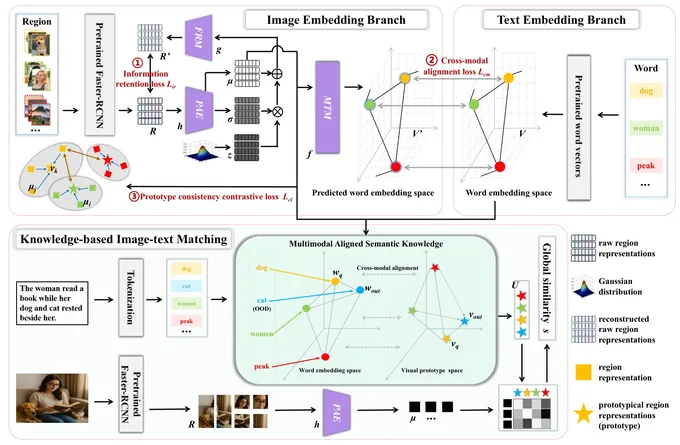 Region
Image Embedding Branch
Text Embedding Branch
Pretrained Faster-RCNN
①
Information
retention loss L_ir
R'
FRM
g
R
h
PAE
μ
σ
z
f
MTM
② Cross-modal
alignment loss L_cm
V'
V
Predicted word embedding space
Word embedding space
Pretrained word vectors
Word
dog
woman
peak
...
...
v_k
μ_j
μ_i
③ Prototype consistency contrastive loss L_cl
Knowledge-based Image-text Matching
The woman read a
book while her
dog and cat rested
beside her.
Tokenization
dog
cat
woman
peak
...
Multimodal Aligned Semantic Knowledge
dog
cat
(OOD)
women
peak
w_q
w_out
Cross-modal alignment
v_out
v_q
Word embedding space
Visual prototype space
U
Global similarity s
Pretrained
Faster-RCNN
R
...
h
PAE
μ
...
raw region
representations
Gaussian
distribution
reconstructed
raw region
representations
region
representation
prototypical region
representations
(prototype)